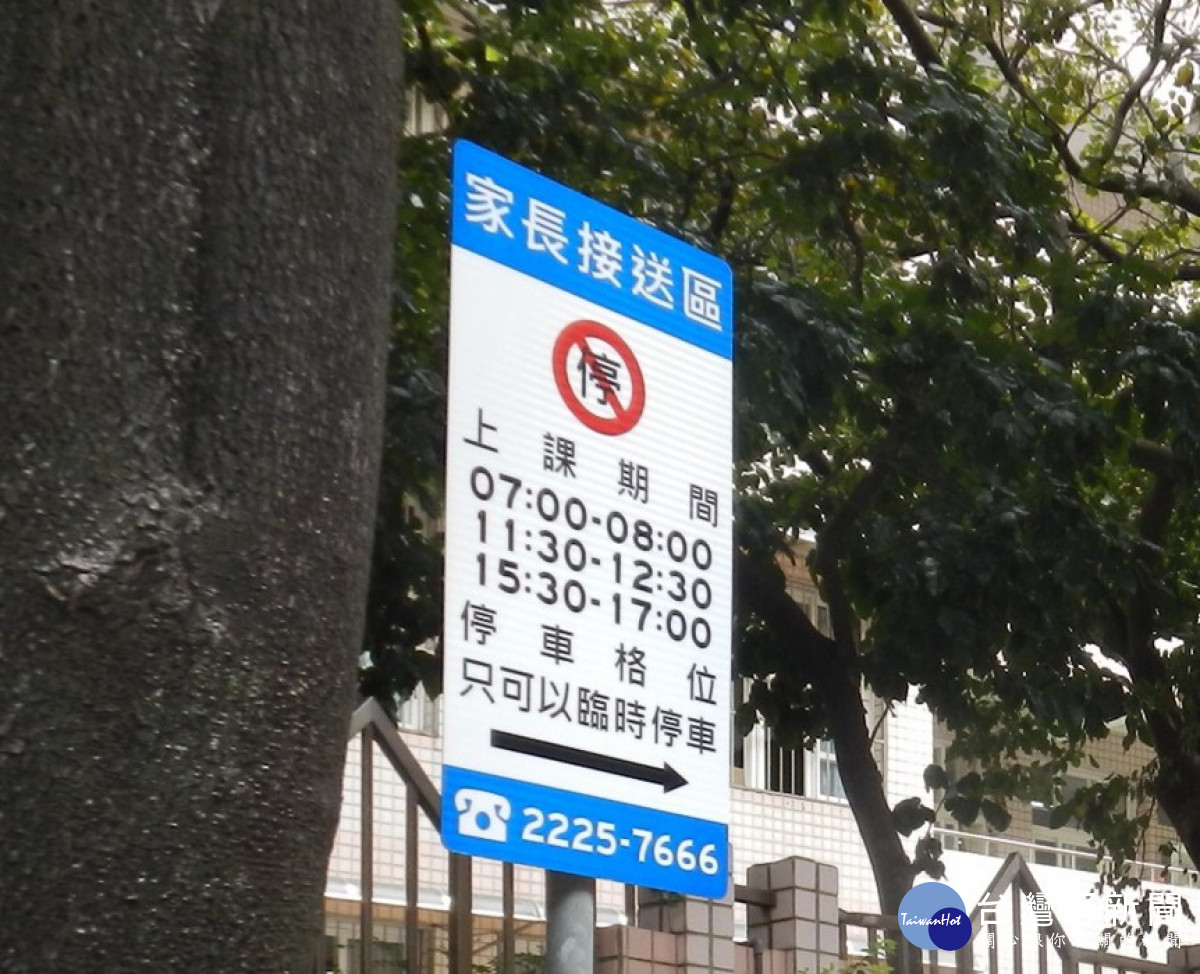 家長接送區
停
上課期間
07:00-08:00
11:30-12:30
15:30-17:00
停車格位
只可以臨時停車
2225-7666
TaiwanHot
台灣好新聞